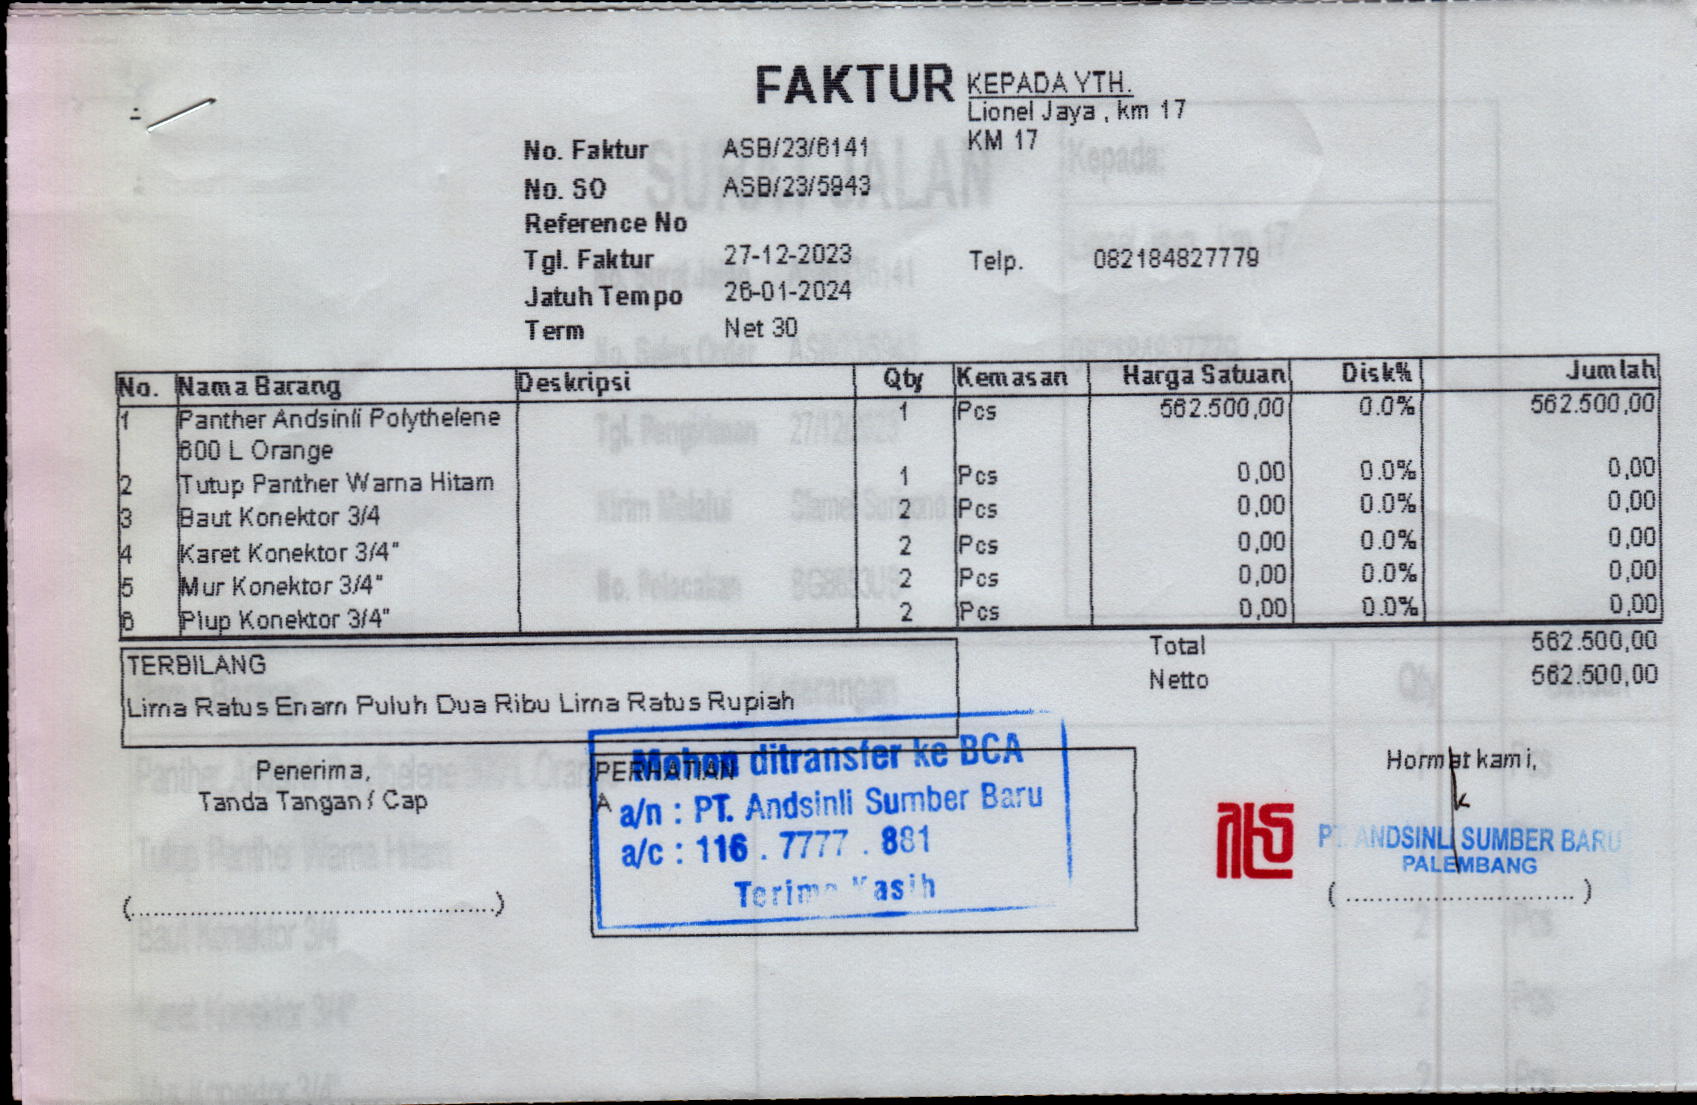 FAKTUR
KEPADA YTH.
Lionel Jaya , km 17
KM 17
No. Faktur ASB/23/6141
No. SO ASB/23/5943
Reference No
Tgl. Faktur 27-12-2023
Telp. 082184827779
Jatuh Tempo 26-01-2024
Term Net 30
No. Nama Barang Deskripsi Qty Kemasan Harga Satuan Disk% Jumlah
1 Panther Andsinli Polythelene 1 Pcs 562.500,00 0.0% 562.500,00
600 L Orange
2 Tutup Panther Warna Hitam 1 Pcs 0,00 0.0% 0,00
3 Baut Konektor 3/4 2 Pcs 0,00 0.0% 0,00
4 Karet Konektor 3/4" 2 Pcs 0,00 0.0% 0,00
5 Mur Konektor 3/4" 2 Pcs 0,00 0.0% 0,00
6 Plup Konektor 3/4" 2 Pcs 0,00 0.0% 0,00
Total 562.500,00
Netto 562.500,00
TERBILANG
Lima Ratus Enam Puluh Dua Ribu Lima Ratus Rupiah
Penerima,
Tanda Tangan / Cap
(..............................................)
PERHATIAN
A
Mohon ditransfer ke BCA
a/n : PT. Andsinli Sumber Baru
a/c : 116 . 7777 . 881
Terima Kasih
Hormat kami,
PT. ANDSINLI SUMBER BARU
PALEMBANG
(.............................)